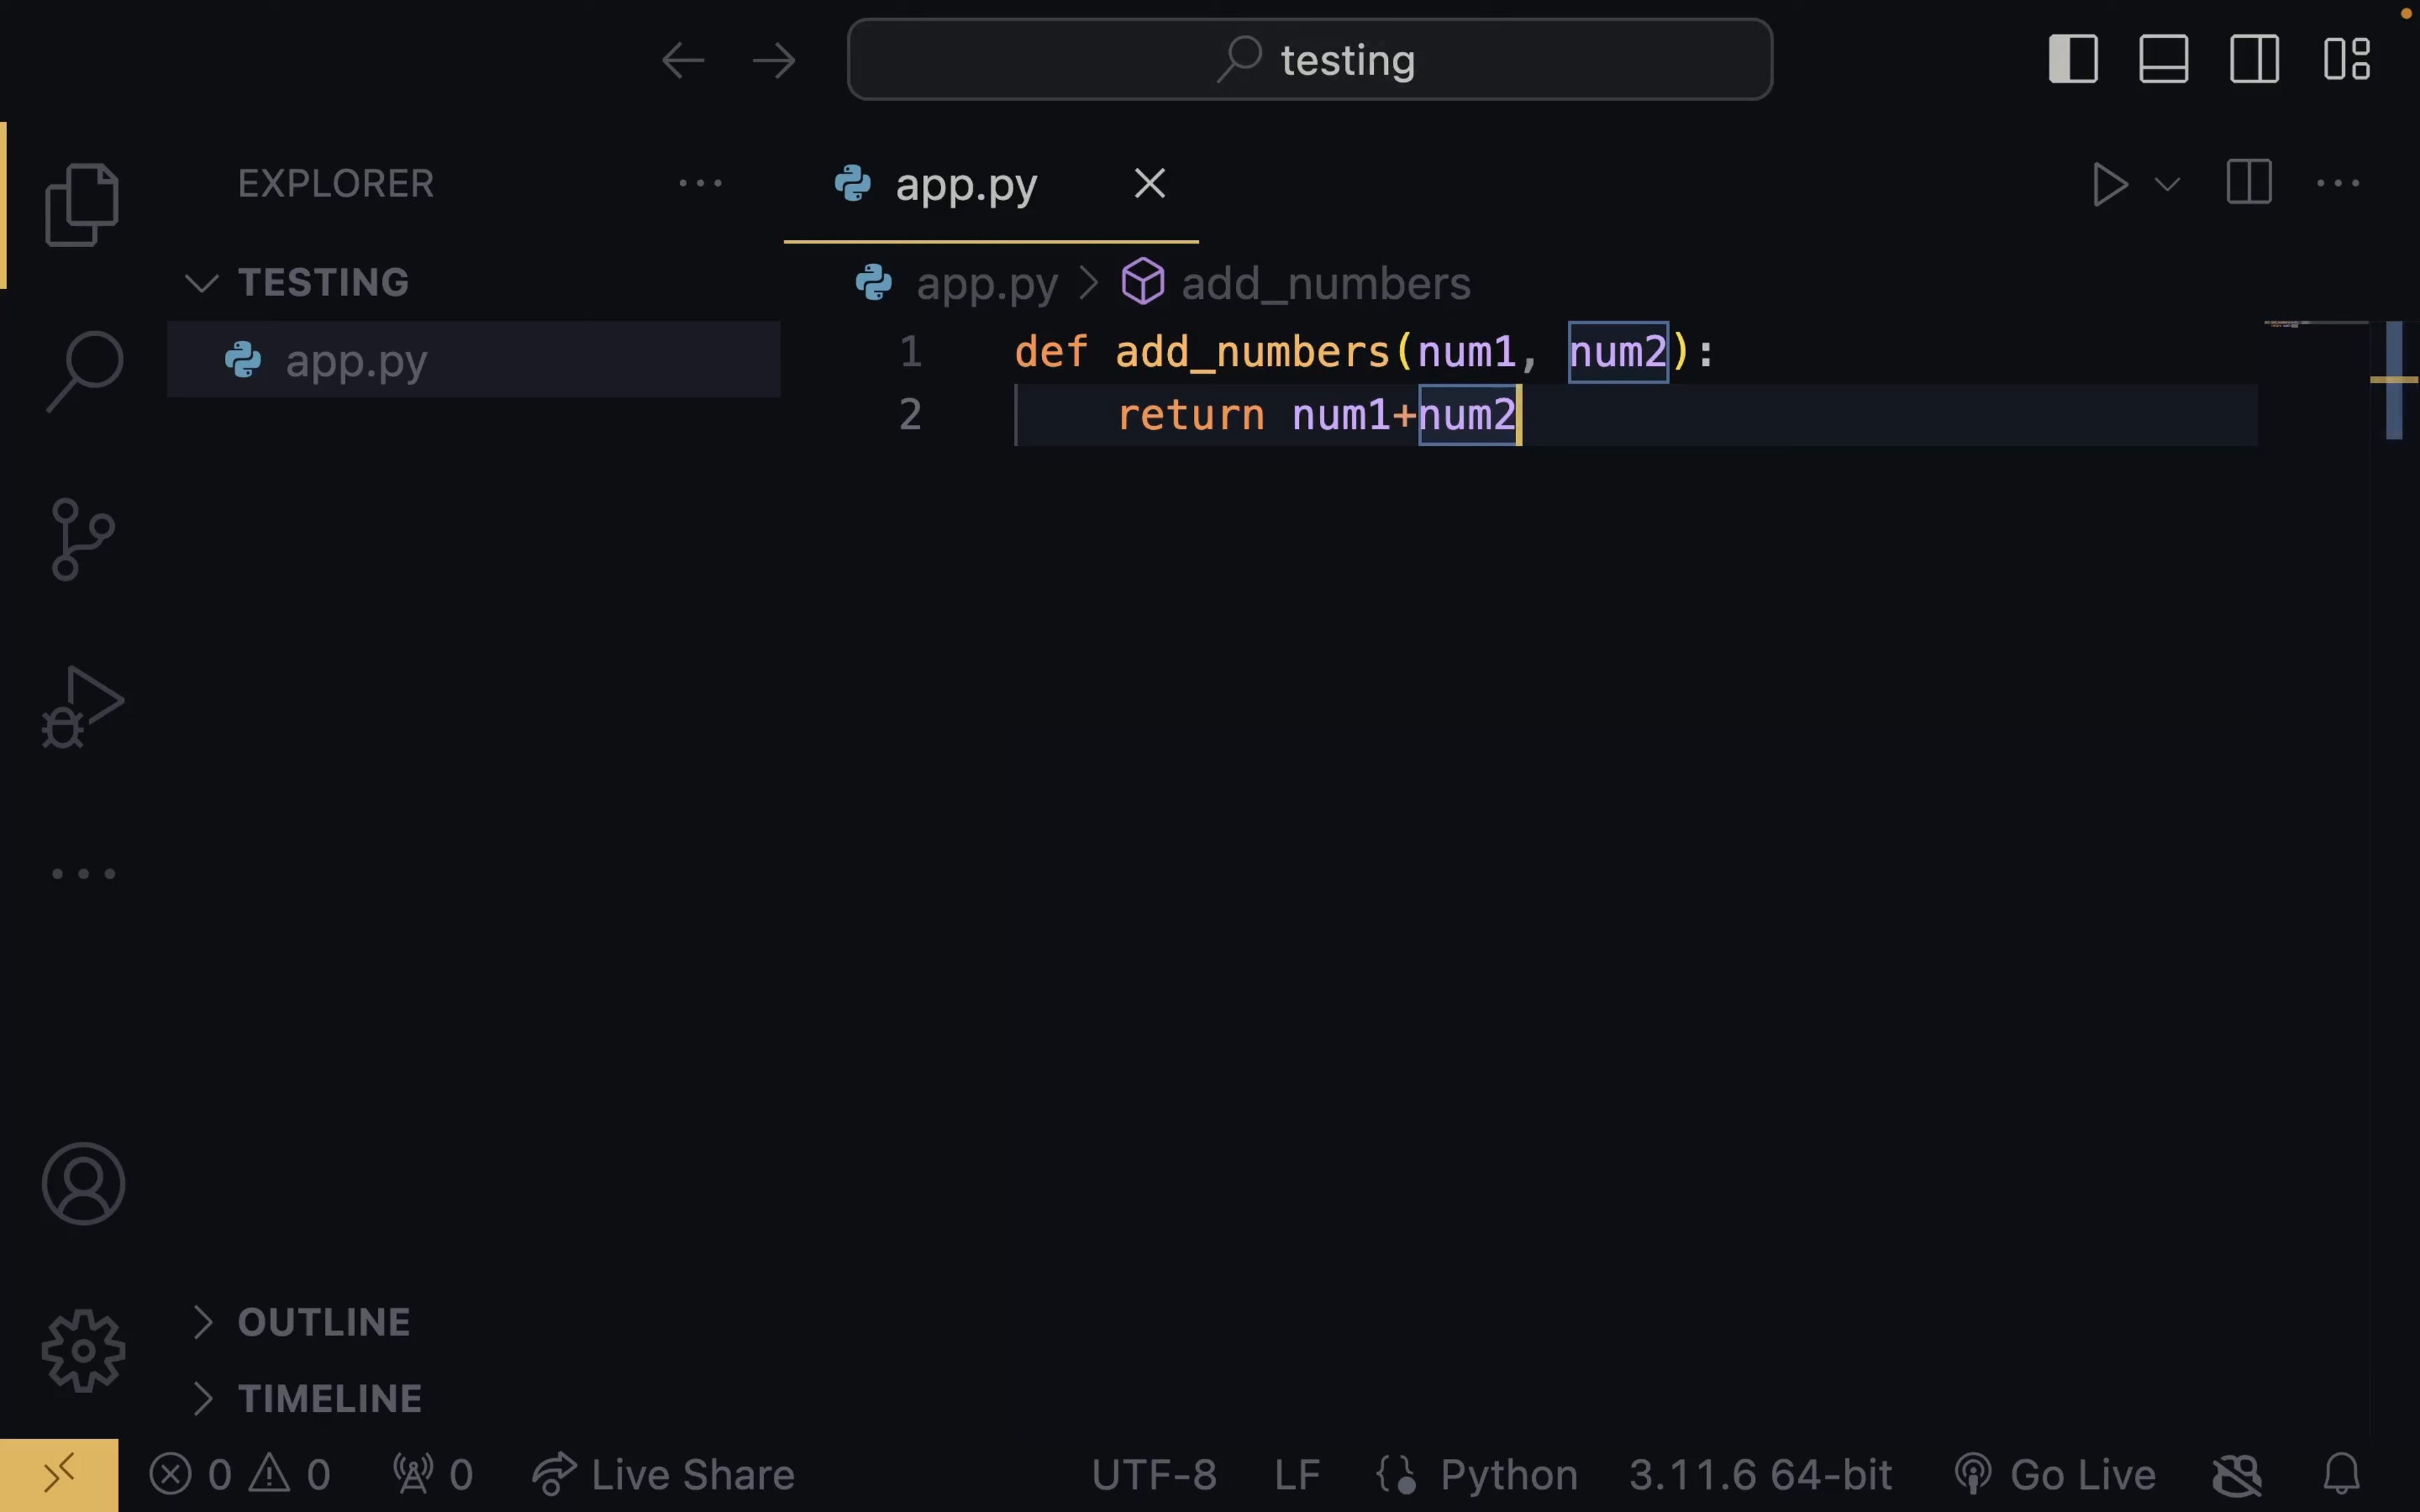 testing
EXPLORER
app.py
TESTING
app.py
app.py add_numbers
1 def add_numbers(num1, num2):
2 return num1+num2
OUTLINE
TIMELINE
0 0 0 Live Share UTF-8 LF Python 3.11.6 64-bit Go Live